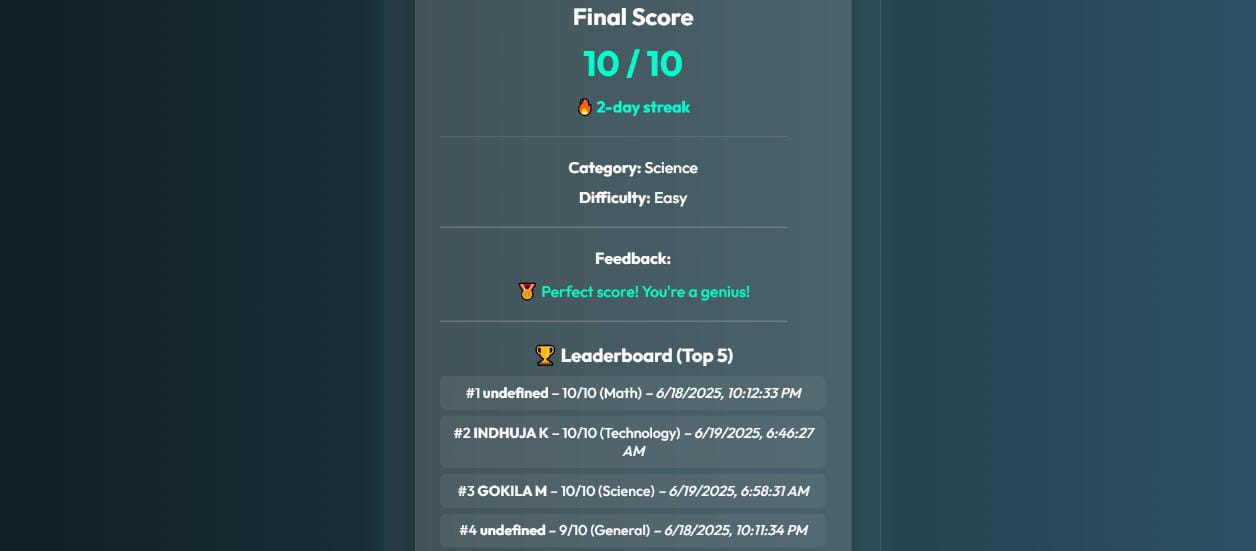 Final Score
10 / 10
🔥 2-day streak
Category: Science
Difficulty: Easy
Feedback:
🏅 Perfect score! You're a genius!
🏆 Leaderboard (Top 5)
#1 undefined – 10/10 (Math) – 6/18/2025, 10:12:33 PM
#2 INDHUJA K – 10/10 (Technology) – 6/19/2025, 6:46:27
AM
#3 GOKILA M – 10/10 (Science) – 6/19/2025, 6:58:31 AM
#4 undefined – 9/10 (General) – 6/18/2025, 10:11:34 PM